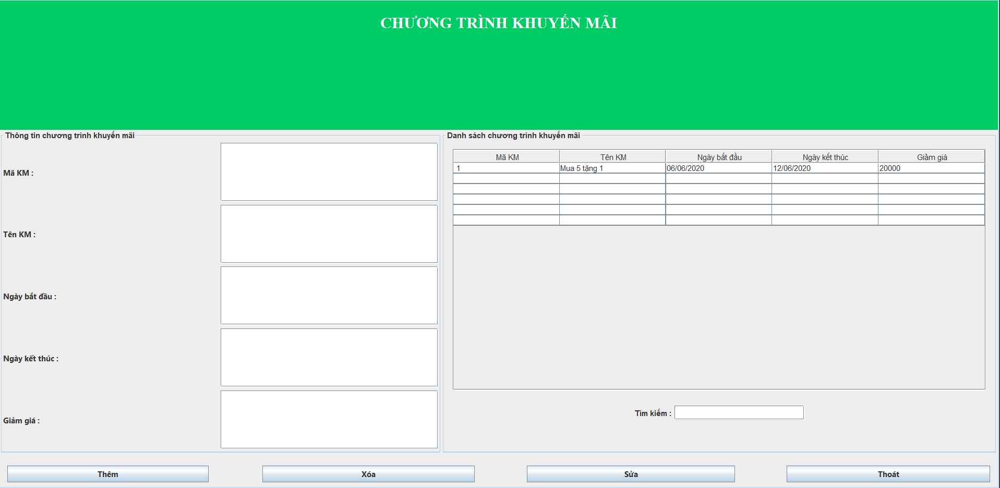 CHƯƠNG TRÌNH KHUYẾN MÃI
Thông tin chương trình khuyến mãi
Mã KM :
Tên KM :
Ngày bắt đầu :
Ngày kết thúc :
Giảm giá :
Danh sách chương trình khuyến mãi
Mã KM Tên KM Ngày bắt đầu Ngày kết thúc Giảm giá
1 Mua 5 tặng 1 06/06/2020 12/06/2020 20000
Tìm kiếm :
Thêm Xóa Sửa Thoát